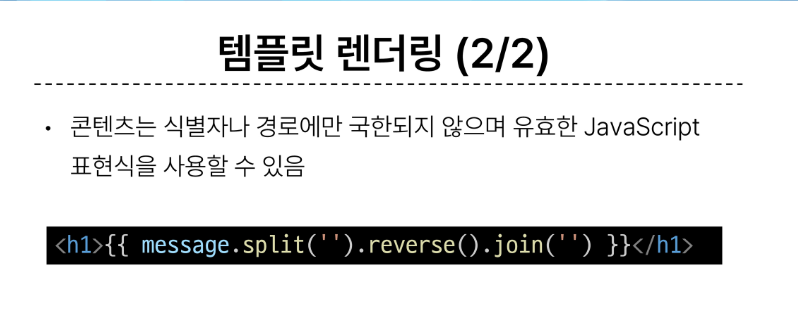 템플릿 렌더링 (2/2)
• 콘텐츠는 식별자나 경로에만 국한되지 않으며 유효한 JavaScript
표현식을 사용할 수 있음
<h1>{{ message.split('').reverse().join('') }}</h1>